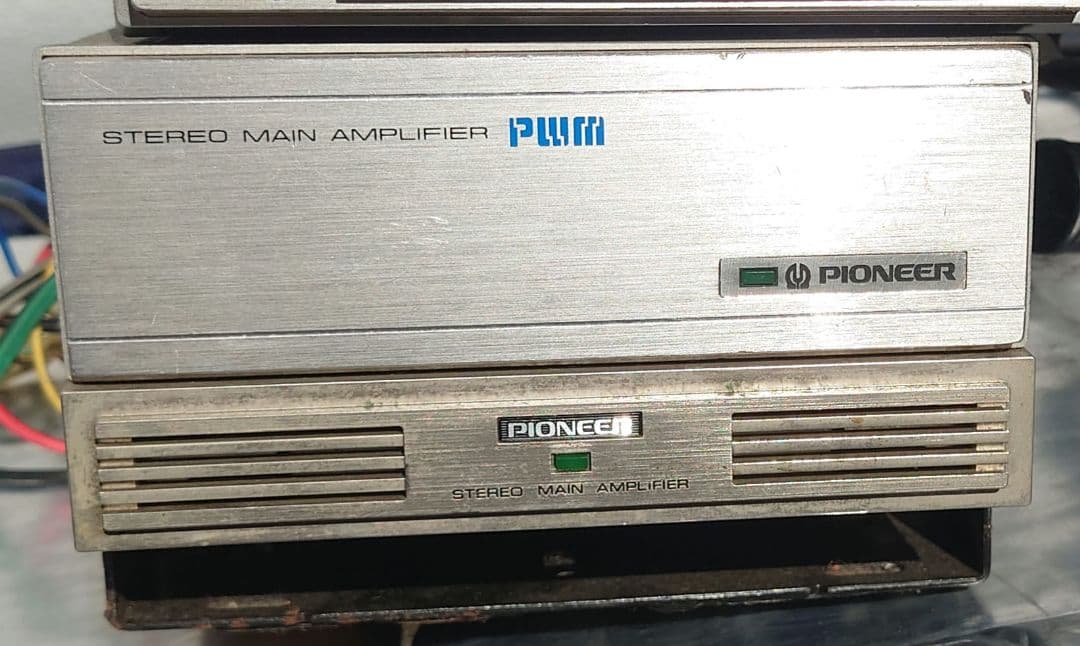 STEREO MAIN AMPLIFIER PWM
PIONEER
PIONEER
STEREO MAIN AMPLIFIER